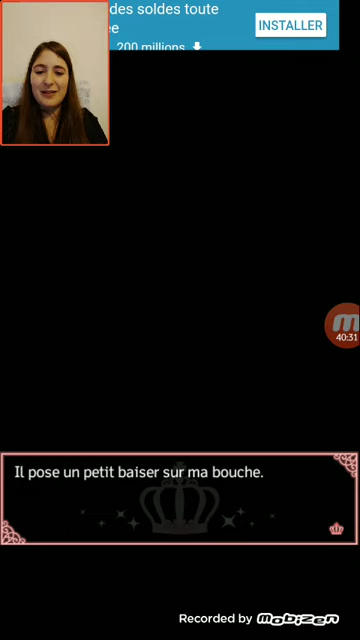 des soldes toute
ée
200 millions
INSTALLER
40:31
Il pose un petit baiser sur ma bouche.
Recorded by mobizen